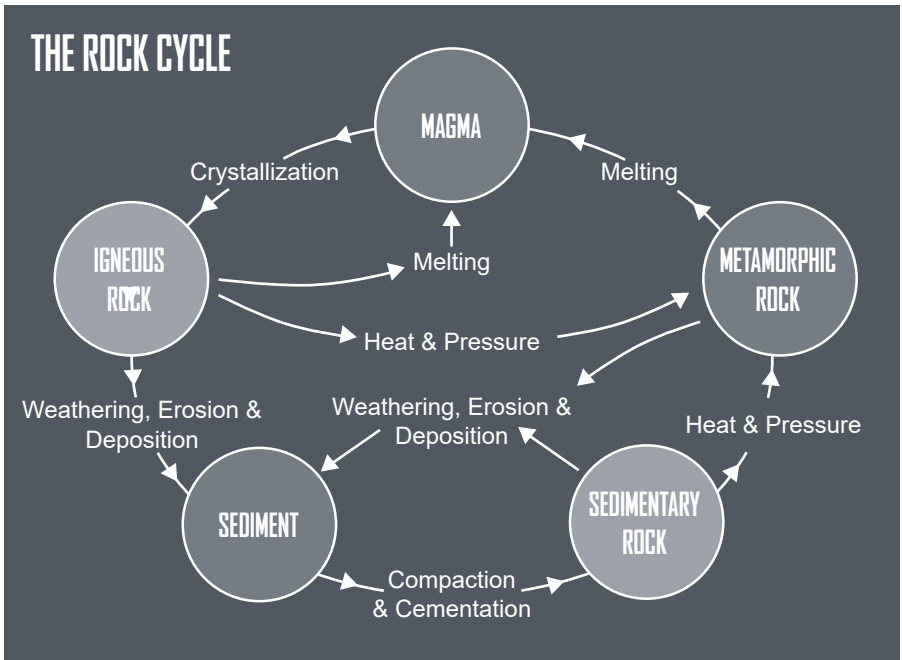 THE ROCK CYCLE
MAGMA
Crystallization
Melting
IGNEOUS
ROCK
Melting
METAMORPHIC
ROCK
Heat & Pressure
Weathering, Erosion &
Deposition
Weathering, Erosion &
Deposition
Heat & Pressure
SEDIMENT
SEDIMENTARY
ROCK
Compaction
& Cementation